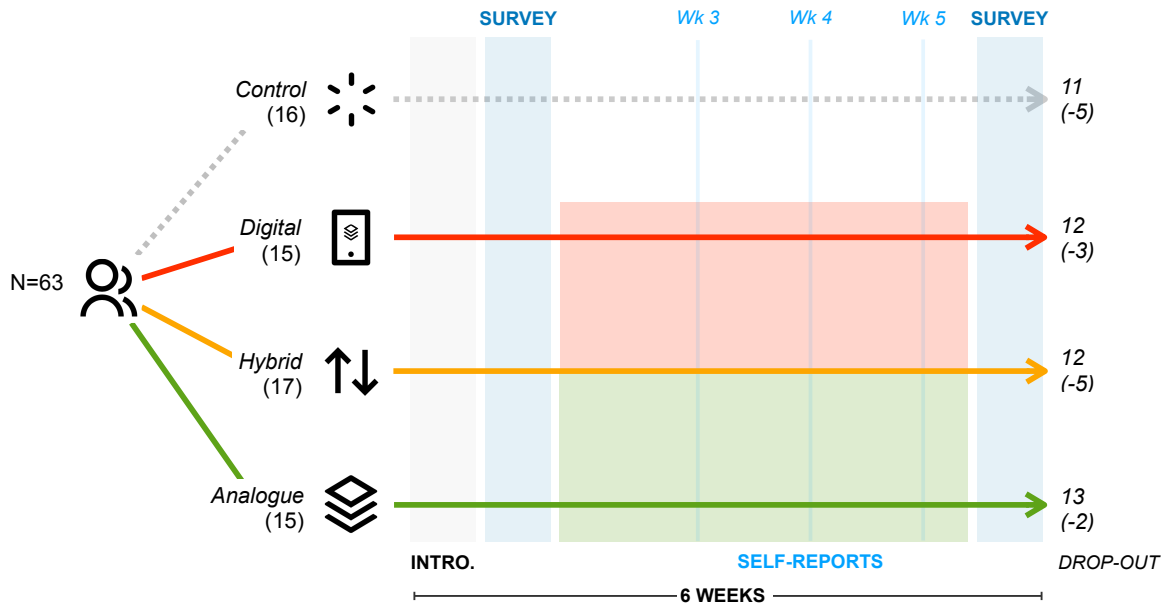 SURVEY Wk 3 Wk 4 Wk 5 SURVEY
Control
(16)
11
(-5)
Digital
(15)
12
(-3)
N=63
Hybrid
(17)
12
(-5)
Analogue
(15)
13
(-2)
INTRO. SELF-REPORTS DROP-OUT
6 WEEKS